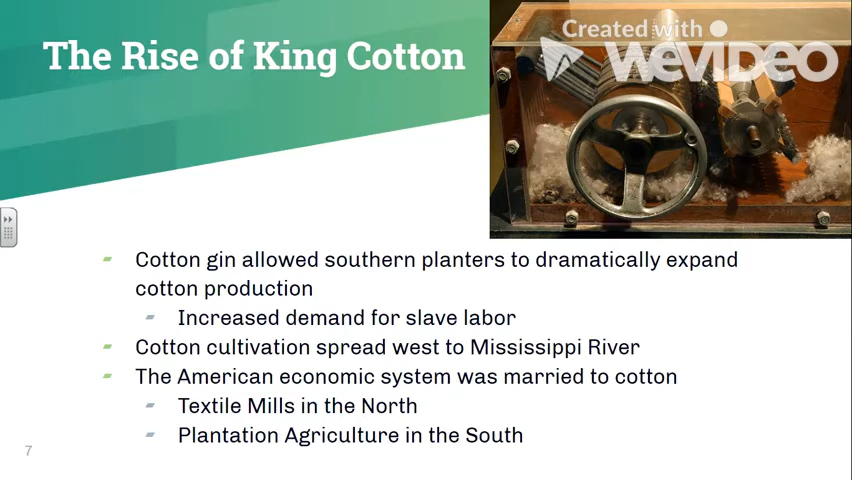 The Rise of King Cotton
Created with
WEVIDEO
Cotton gin allowed southern planters to dramatically expand
cotton production
Increased demand for slave labor
Cotton cultivation spread west to Mississippi River
The American economic system was married to cotton
Textile Mills in the North
Plantation Agriculture in the South
7